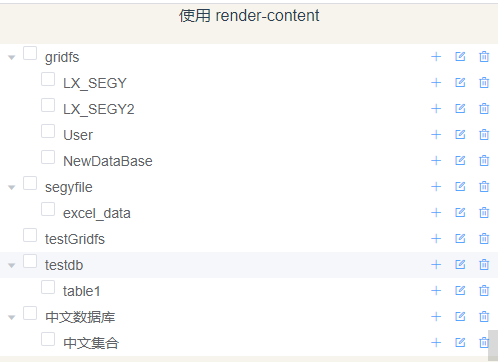 使用 render-content
gridfs
LX_SEGY
LX_SEGY2
User
NewDataBase
segyfile
excel_data
testGridfs
testdb
table1
中文数据库
中文集合